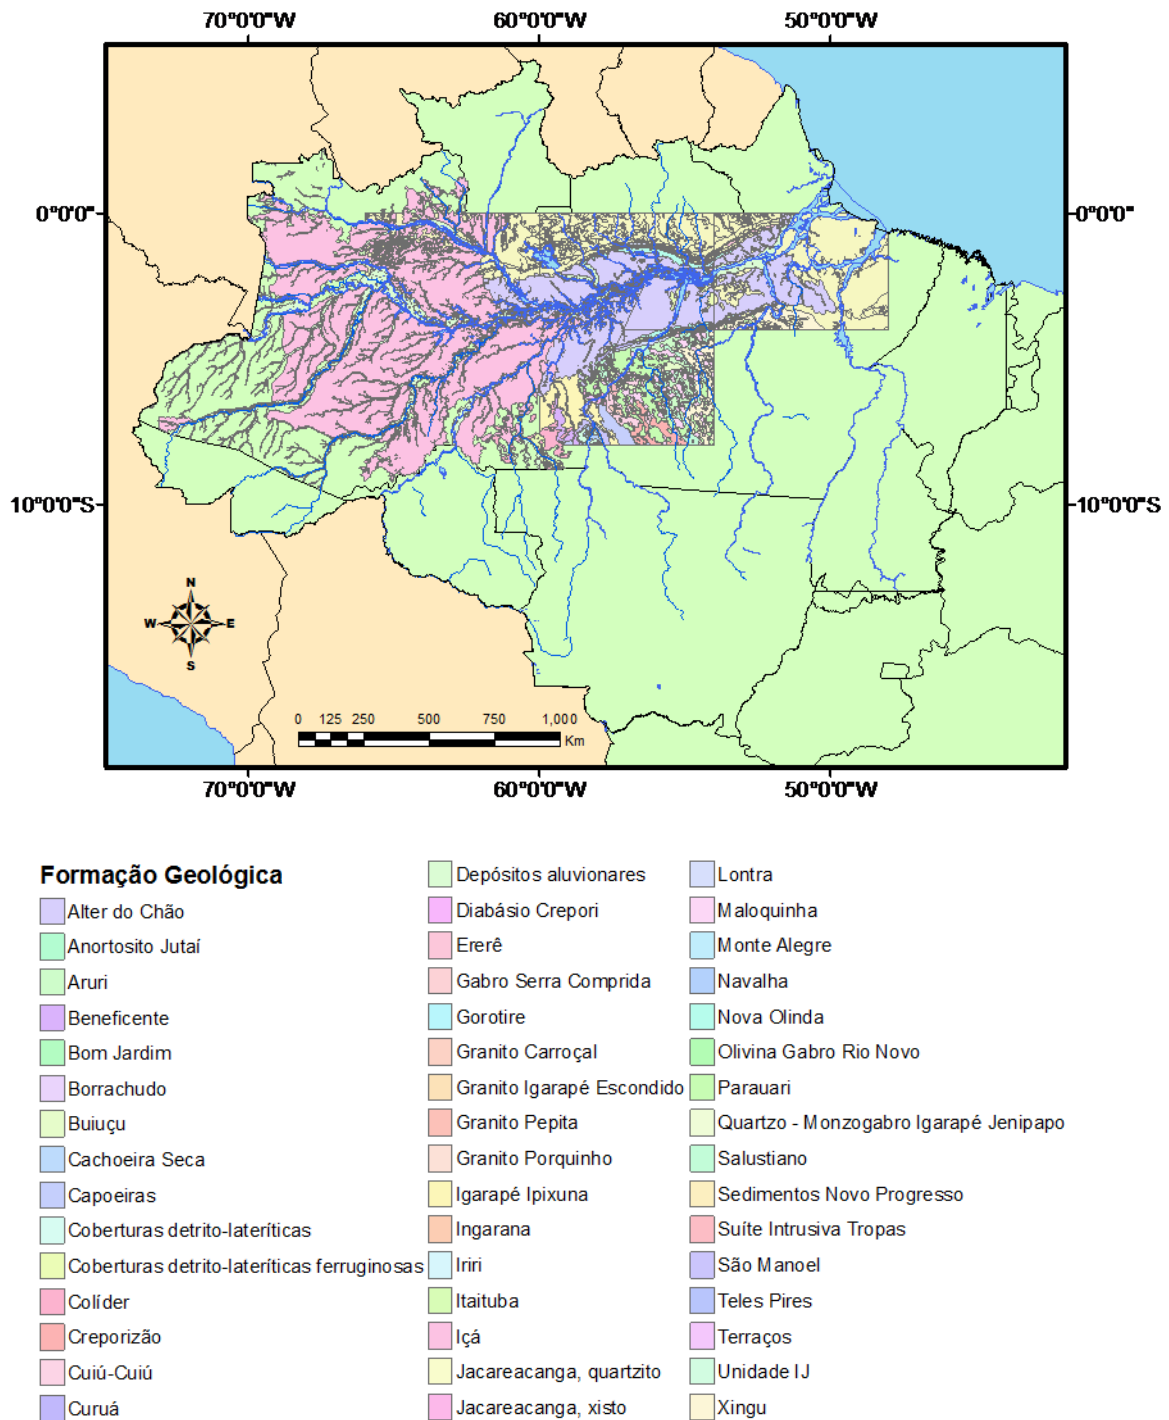 70°0'0"W 60°0'0"W 50°0'0"W
0°0'0" 0°0'0"
10°0'0"S 10°0'0"S
N
W E
S
0 125 250 500 750 1,000
Km
70°0'0"W 60°0'0"W 50°0'0"W
Formação Geológica
Alter do Chão
Anortosito Jutaí
Aruri
Beneficente
Bom Jardim
Borrachudo
Buiuçu
Cachoeira Seca
Capoeiras
Coberturas detrito-lateríticas
Coberturas detrito-lateríticas ferruginosas
Colíder
Creporizão
Cuiú-Cuiú
Curuá
Depósitos aluvionares
Diabásio Crepori
Ererê
Gabro Serra Comprida
Gorotire
Granito Carroçal
Granito Igarapé Escondido
Granito Pepita
Granito Porquinho
Igarapé Ipixuna
Ingarana
Iriri
Itaituba
Içá
Jacareacanga, quartzito
Jacareacanga, xisto
Lontra
Maloquinha
Monte Alegre
Navalha
Nova Olinda
Olivina Gabro Rio Novo
Parauari
Quartzo - Monzogabro Igarapé Jenipapo
Salustiano
Sedimentos Novo Progresso
Suíte Intrusiva Tropas
São Manoel
Teles Pires
Terraços
Unidade IJ
Xingu